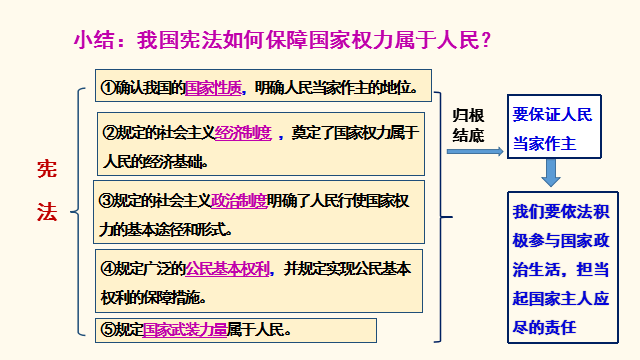 小结：我国宪法如何保障国家权力属于人民？
宪
法
①确认我国的国家性质，明确人民当家作主的地位。
②规定的社会主义经济制度 ，奠定了国家权力属于
人民的经济基础。
③规定的社会主义政治制度明确了人民行使国家权
力的基本途径和形式。
④规定广泛的公民基本权利，并规定实现公民基本
权利的保障措施。
⑤规定国家武装力量属于人民。
归根
结底
要保证人民
当家作主
我们要依法积
极参与国家政
治生活，担当
起国家主人应
尽的责任